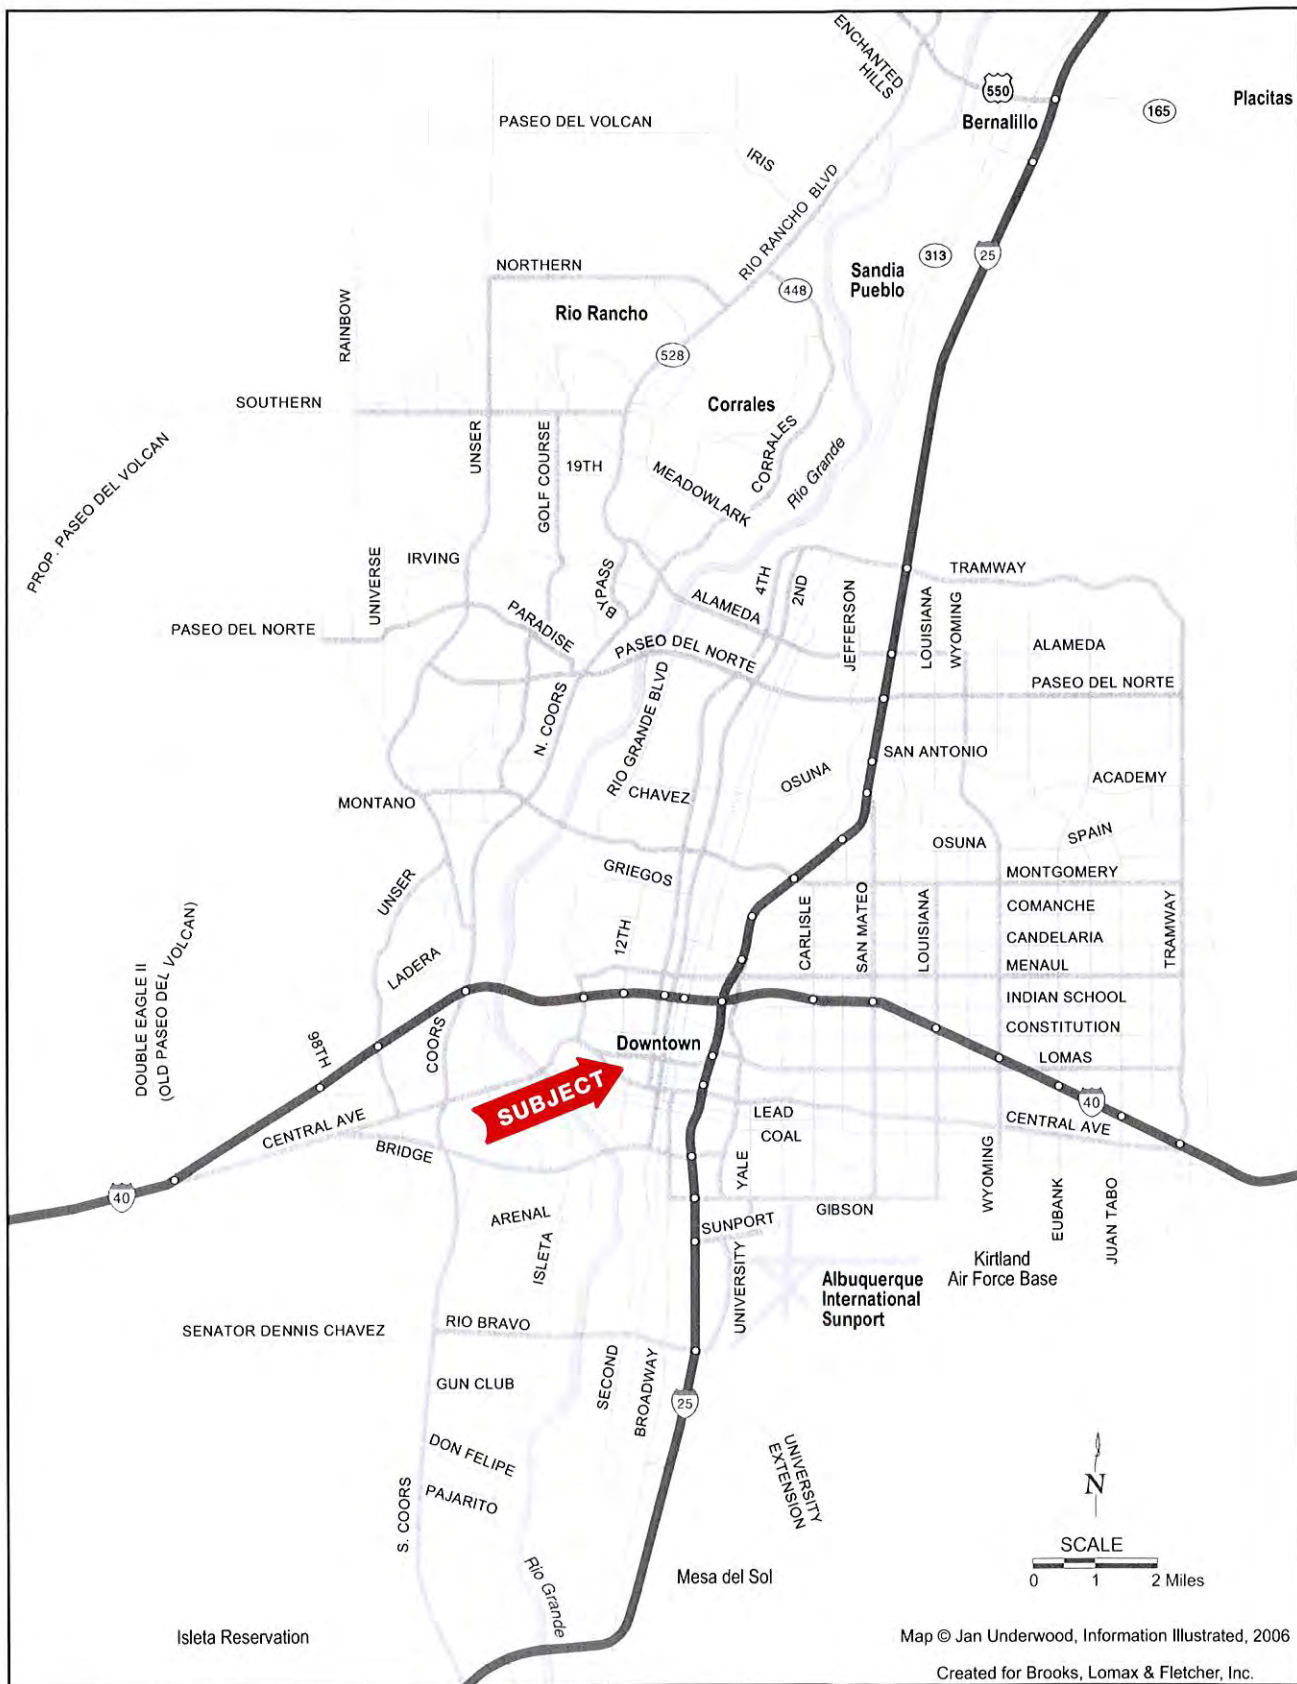 ENCHANTED
HILLS
550
Placitas
165
Bernalillo
PASEO DEL VOLCAN
IRIS
RIO RANCHO BLVD
313
25
Sandia
Pueblo
NORTHERN
448
Rio Rancho
RAINBOW
528
Corrales
SOUTHERN
UNSER
GOLF COURSE
19TH
CORRALES
MEADOWLARK
Rio Grande
PROP. PASEO DEL VOLCAN
UNIVERSE
IRVING
BYPASS
4TH
2ND
TRAMWAY
ALAMEDA
JEFFERSON
LOUISIANA
WYOMING
PASEO DEL NORTE
PARADISE
PASEO DEL NORTE
ALAMEDA
PASEO DEL NORTE
N. COORS
RIO GRANDE BLVD
SAN ANTONIO
OSUNA
ACADEMY
CHAVEZ
MONTANO
SPAIN
OSUNA
GRIEGOS
MONTGOMERY
UNSER
COMANCHE
CARLISLE
SAN MATEO
LOUISIANA
TRAMWAY
12TH
CANDELARIA
LADERA
MENAUL
DOUBLE EAGLE II
(OLD PASEO DEL VOLCAN)
INDIAN SCHOOL
CONSTITUTION
98TH
COORS
Downtown
LOMAS
SUBJECT
40
LEAD
COAL
CENTRAL AVE
CENTRAL AVE
BRIDGE
YALE
WYOMING
EUBANK
JUAN TABO
40
ARENAL
ISLETA
SUNPORT
GIBSON
UNIVERSITY
Kirtland
Air Force Base
Albuquerque
International
Sunport
SENATOR DENNIS CHAVEZ
RIO BRAVO
SECOND
BROADWAY
GUN CLUB
25
DON FELIPE
UNIVERSITY
EXTENSION
PAJARITO
S. COORS
N
SCALE
0 1 2 Miles
Rio Grande
Mesa del Sol
Isleta Reservation
Map © Jan Underwood, Information Illustrated, 2006
Created for Brooks, Lomax & Fletcher, Inc.